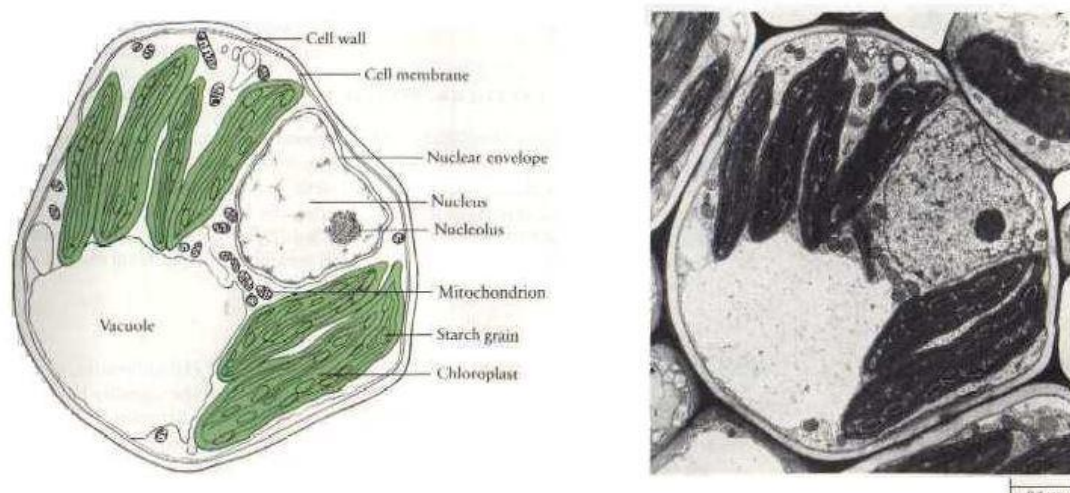 Cell wall
Cell membrane
Nuclear envelope
Nucleus
Nucleolus
Mitochondrion
Vacuole
Starch grain
Chloroplast